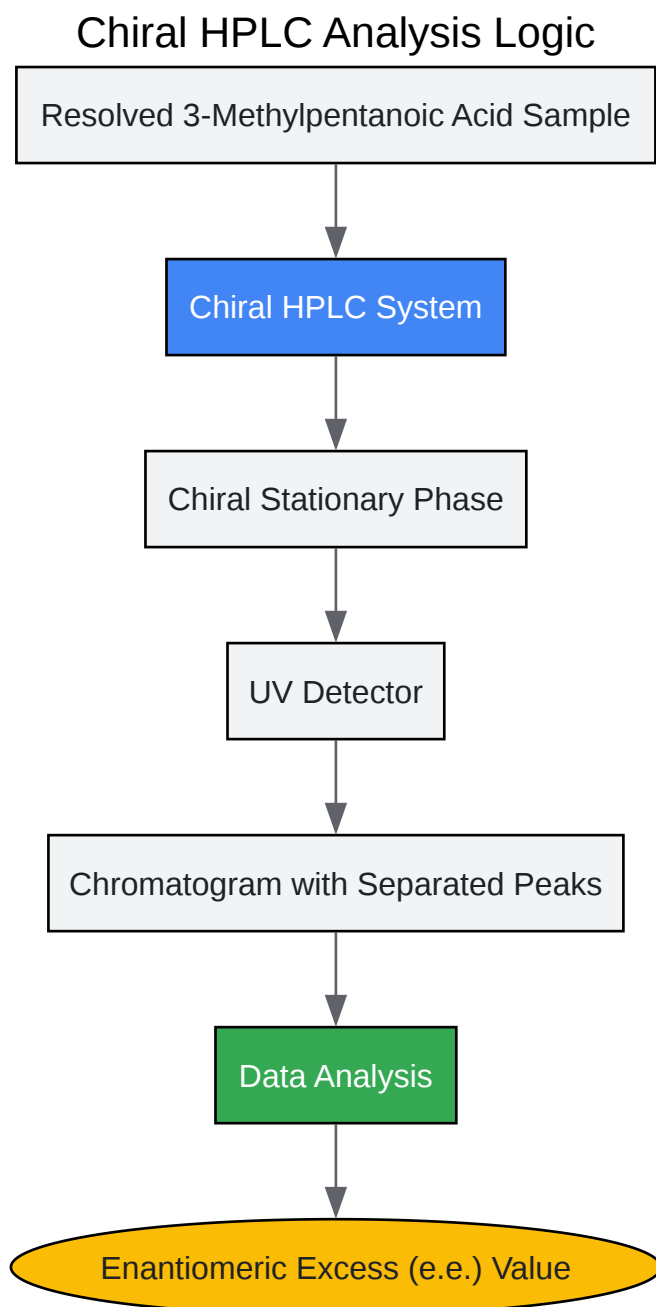 Chiral HPLC Analysis Logic
Resolved 3-Methylpentanoic Acid Sample
Chiral HPLC System
Chiral Stationary Phase
UV Detector
Chromatogram with Separated Peaks
Data Analysis
Enantiomeric Excess (e.e.) Value